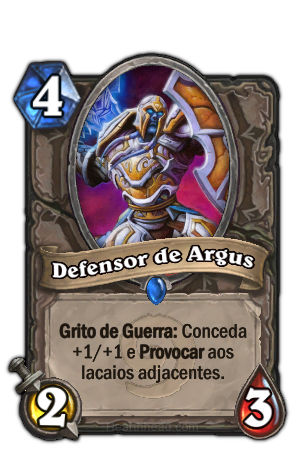 4
Defensor de Argus
Grito de Guerra: Conceda
+1/+1 e Provocar aos
lacaios adjacentes.
2
3